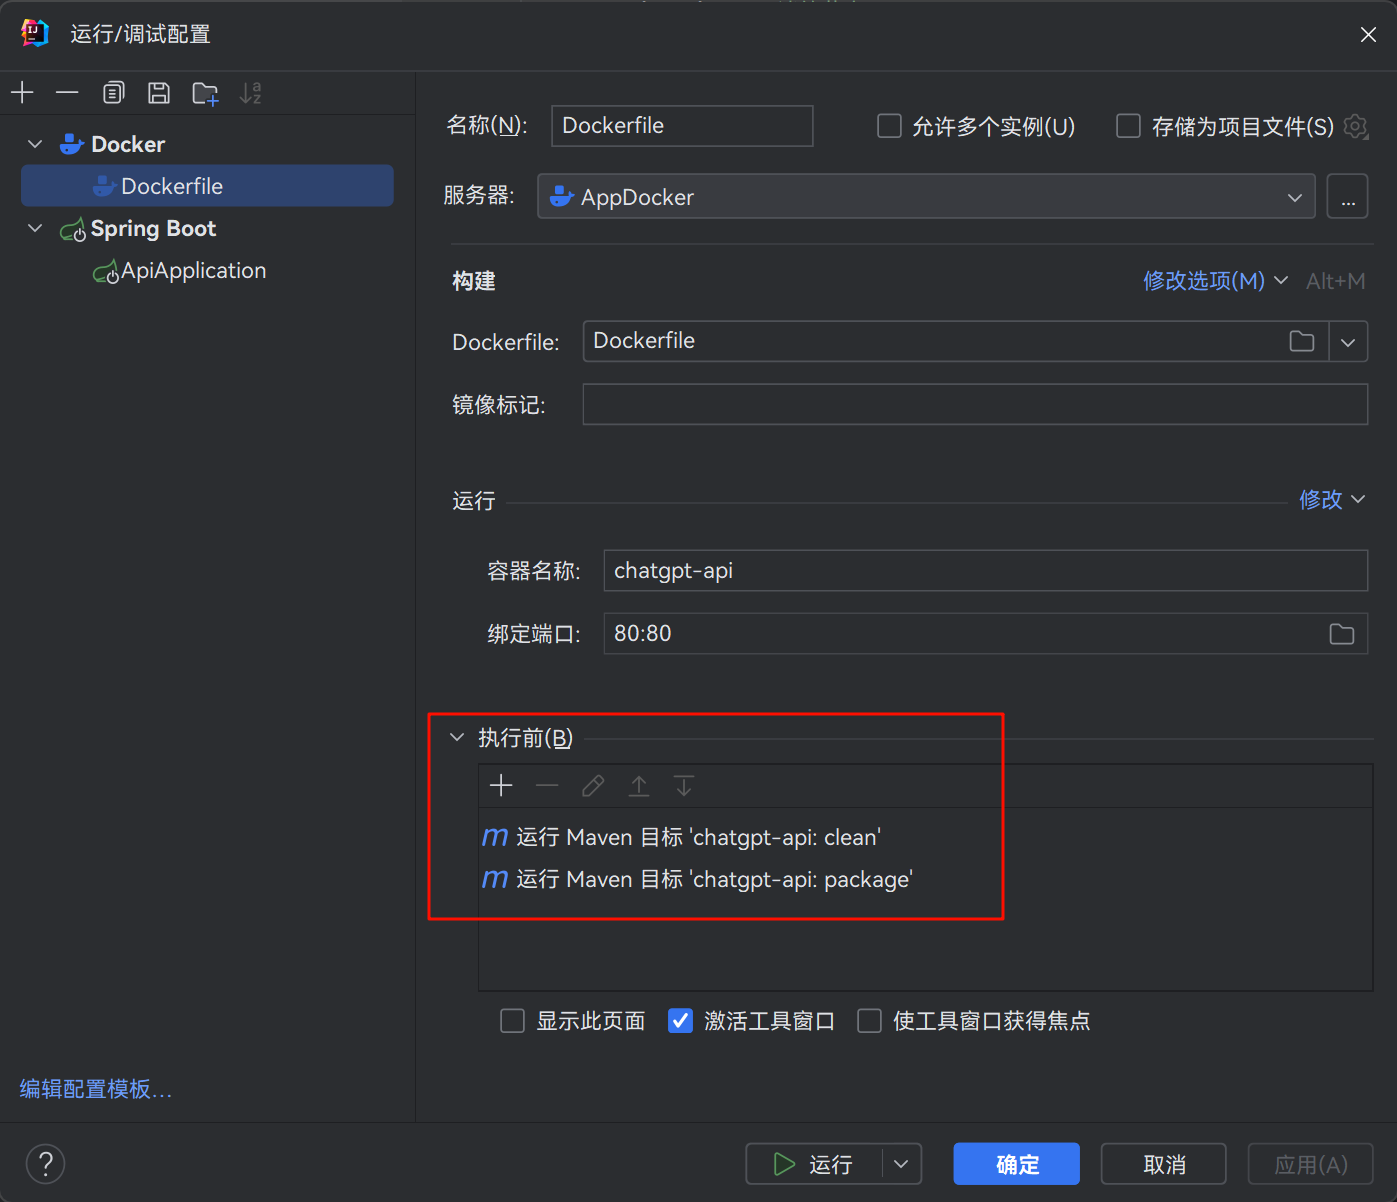 运行/调试配置
Docker
Dockerfile
Spring Boot
ApiApplication
编辑配置模板...
名称(N): Dockerfile 允许多个实例(U) 存储为项目文件(S)
服务器: AppDocker ...
构建 修改选项(M) Alt+M
Dockerfile: Dockerfile
镜像标记:
运行 修改
容器名称: chatgpt-api
绑定端口: 80:80
执行前(B)
m 运行 Maven 目标 'chatgpt-api: clean'
m 运行 Maven 目标 'chatgpt-api: package'
显示此页面 激活工具窗口 使工具窗口获得焦点
? 运行 确定 取消 应用(A)